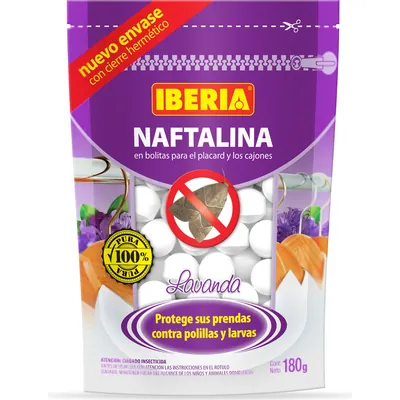 nuevo envase
con cierre hermético
IBERIA®
NAFTALINA
en bolitas para el placard y los cajones
PURA
100%
PURA
Lavanda
Protege sus prendas
contra polillas y larvas
ATENCIÓN: CUIDADO INSECTICIDA
Cont.
Neto: 180g